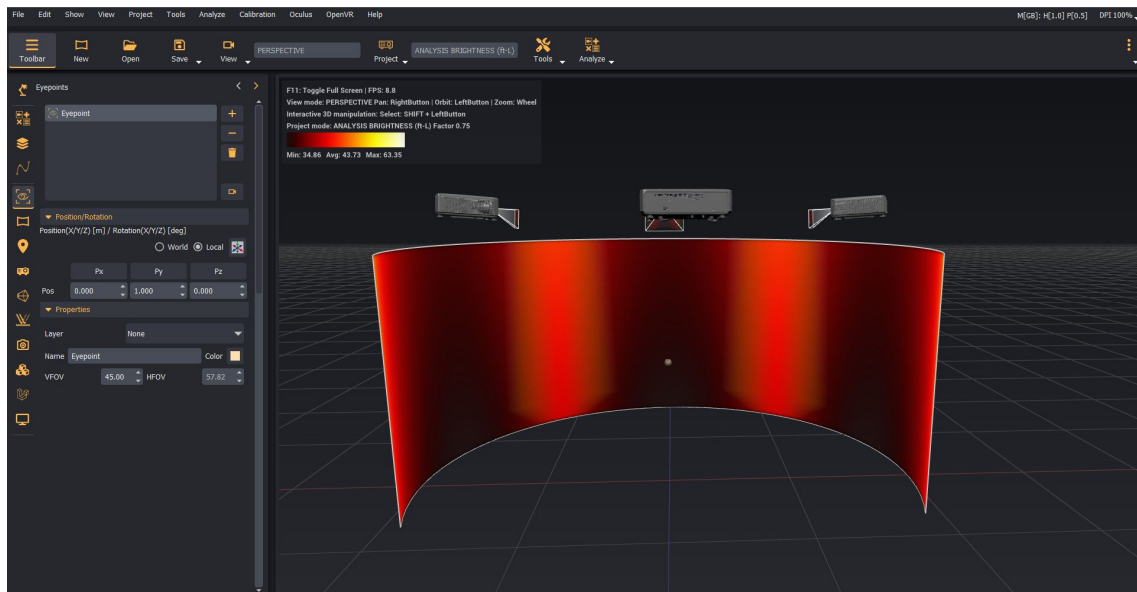 File Edit Show View Project Tools Analyze Calibration Oculus OpenVR Help M[GB]: H[1.0] P[0.5] DPI 100%
Toolbar New Open Save View PERSPECTIVE Project ANALYSIS BRIGHTNESS (ft-L) Tools Analyze
Eyepoints
Eyepoint
Position/Rotation
Position(X/Y/Z) [m] / Rotation(X/Y/Z) [deg]
World Local
Px Py Pz
Pos 0.000 1.000 0.000
Properties
Layer None
Name Eyepoint Color
VFOV 45.00 HFOV 57.82
F11: Toggle Full Screen | FPS: 8.8
View mode: PERSPECTIVE Pan: RightButton | Orbit: LeftButton | Zoom: Wheel
Interactive 3D manipulation: Select: SHIFT + LeftButton
Project mode: ANALYSIS BRIGHTNESS (ft-L) Factor 0.75
Min: 34.86 Avg: 43.73 Max: 63.35